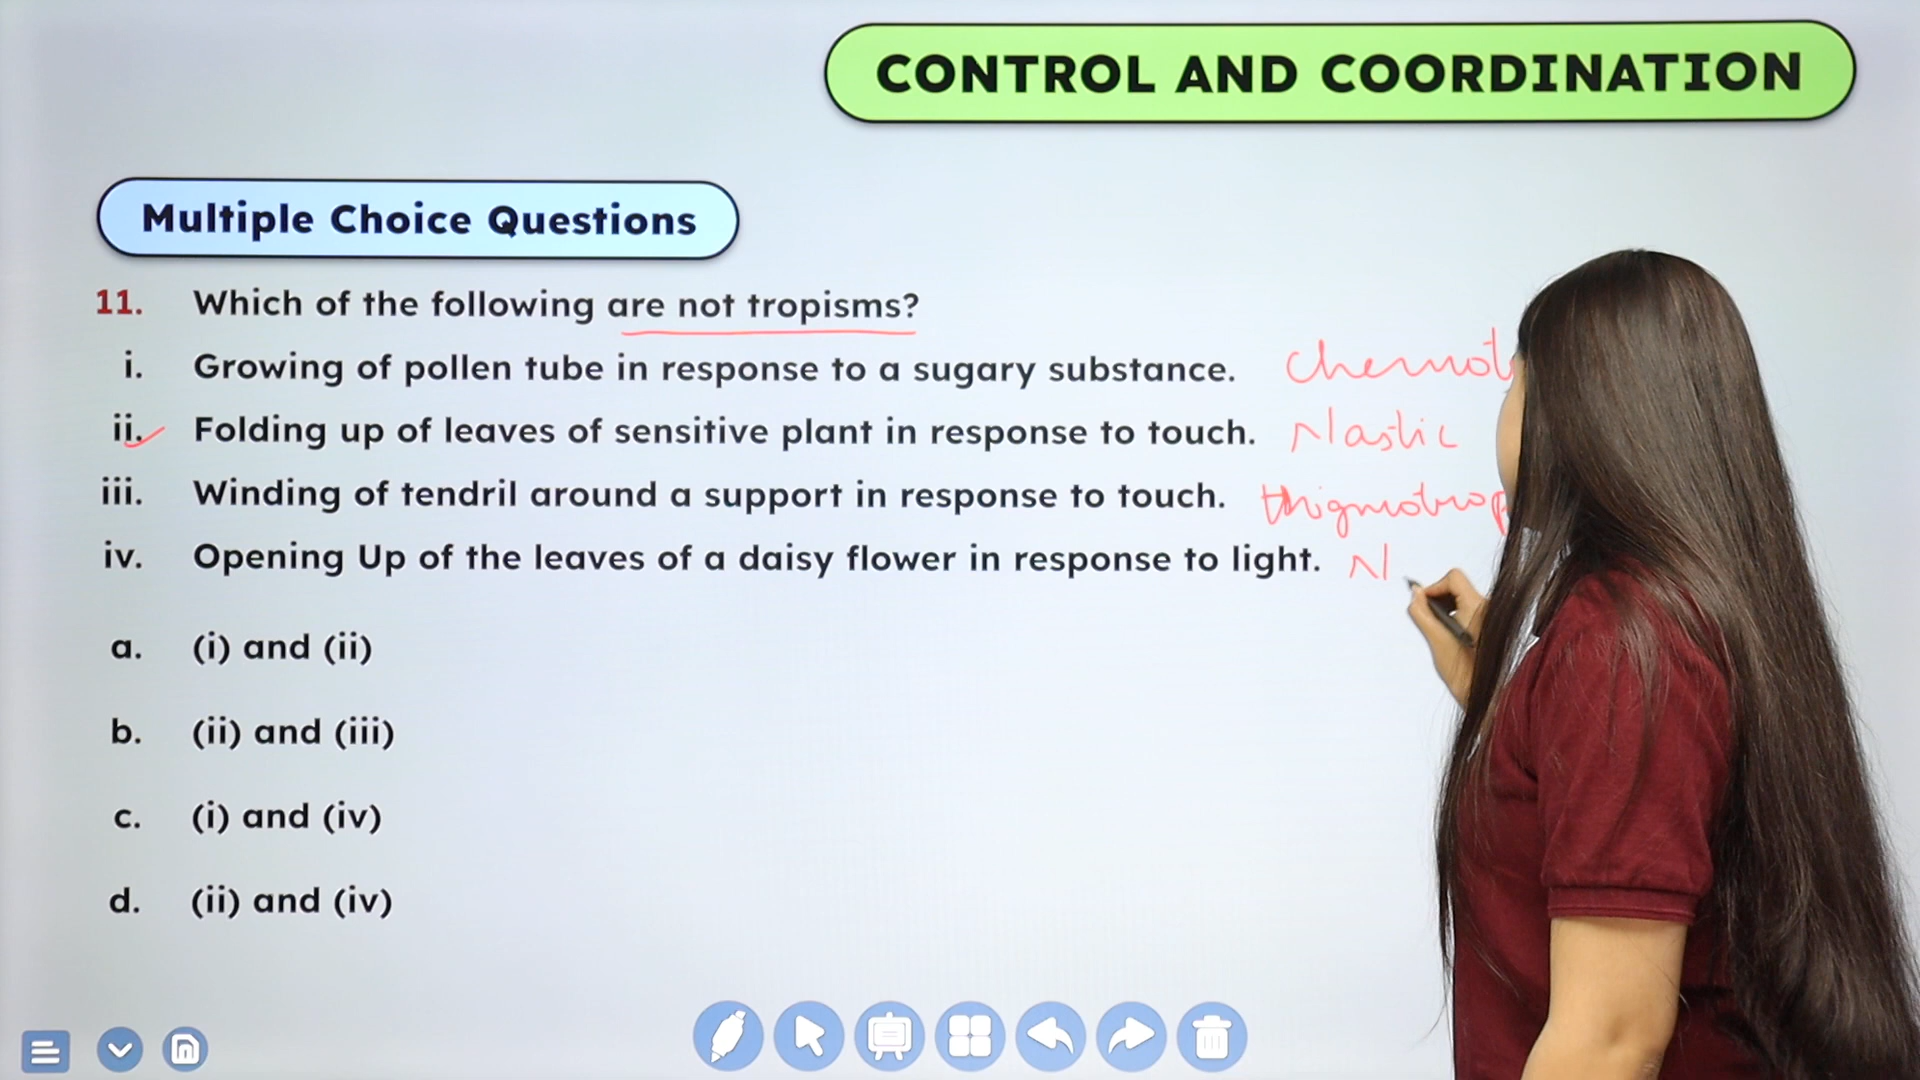 CONTROL AND COORDINATION
Multiple Choice Questions
11. Which of the following are not tropisms?
i. Growing of pollen tube in response to a sugary substance. Chemot
ii. Folding up of leaves of sensitive plant in response to touch. Nastic
iii. Winding of tendril around a support in response to touch. thigmotrop
iv. Opening Up of the leaves of a daisy flower in response to light. N
a. (i) and (ii)
b. (ii) and (iii)
c. (i) and (iv)
d. (ii) and (iv)